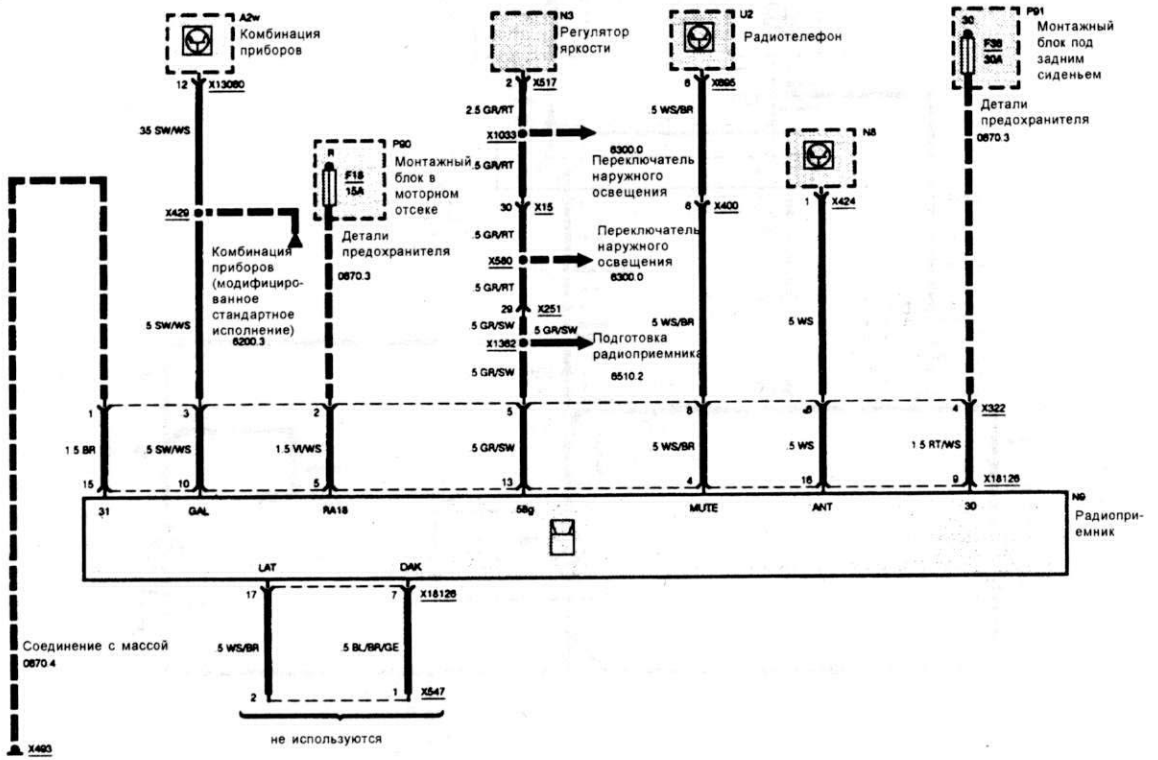 A2w
Комбинация
приборов
12
X13080
35 SW/WS
X429
Комбинация
приборов
(модифициро-
ванное
стандартное
исполнение)
6200.3
5 SW/WS
P90
R
F18
15A
Монтажный
блок в
моторном
отсеке
Детали
предохранителя
0670.3
N3
Регулятор
яркости
2
X517
2.5 GR/RT
X1033
6300.0
Переключатель
наружного
освещения
.5 GR/RT
30
X15
.5 GR/RT
X580
Переключатель
наружного
освещения
6300.0
.5 GR/RT
29
X251
.5 GR/SW
5 GR/SW
X1362
Подготовка
радиоприемника
6510.2
5 GR/SW
U2
Радиотелефон
6
X695
.5 WS/BR
6
X400
5 WS/BR
N8
1
X424
5 WS
P91
30
F38
30A
Монтажный
блок под
задним
сиденьем
Детали
предохранителя
0670.3
1
3
2
5
8
6
4
X322
1 5 BR
.5 SW/WS
1.5 VI/WS
5 GR/SW
5 WS/BR
.5 WS
1 5 RT/WS
15
10
5
13
4
16
9
X18126
31
GAL
RA18
58g
MUTE
ANT
30
N9
Радиопри-
емник
LAT
DAK
17
7
X18126
.5 WS/BR
.5 BL/BR/GE
2
1
X547
не используются
Соединение с массой
0670 4
X493